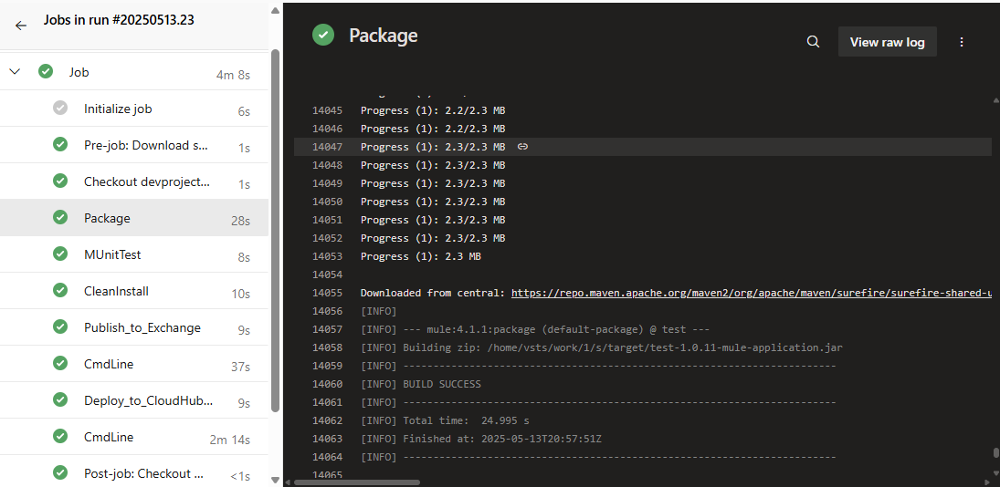 Jobs in run #20250513.23
Job
4m 8s
Initialize job
6s
Pre-job: Download s...
1s
Checkout devproject...
1s
Package
28s
MUnitTest
8s
CleanInstall
10s
Publish_to_Exchange
9s
CmdLine
37s
Deploy_to_CloudHub...
9s
CmdLine
2m 14s
Post-job: Checkout ...
<1s
Package
View raw log
14045 Progress (1): 2.2/2.3 MB
14046 Progress (1): 2.2/2.3 MB
14047 Progress (1): 2.3/2.3 MB
14048 Progress (1): 2.3/2.3 MB
14049 Progress (1): 2.3/2.3 MB
14050 Progress (1): 2.3/2.3 MB
14051 Progress (1): 2.3/2.3 MB
14052 Progress (1): 2.3/2.3 MB
14053 Progress (1): 2.3 MB
14054
14055 Downloaded from central: https://repo.maven.apache.org/maven2/org/apache/maven/surefire/surefire-shared-u
14056 [INFO]
14057 [INFO] --- mule:4.1.1:package (default-package) @ test ---
14058 [INFO] Building zip: /home/vsts/work/1/s/target/test-1.0.11-mule-application.jar
14059 [INFO] ------------------------------------------------------------------------
14060 [INFO] BUILD SUCCESS
14061 [INFO] ------------------------------------------------------------------------
14062 [INFO] Total time:  24.995 s
14063 [INFO] Finished at: 2025-05-13T20:57:51Z
14064 [INFO] ------------------------------------------------------------------------
14065